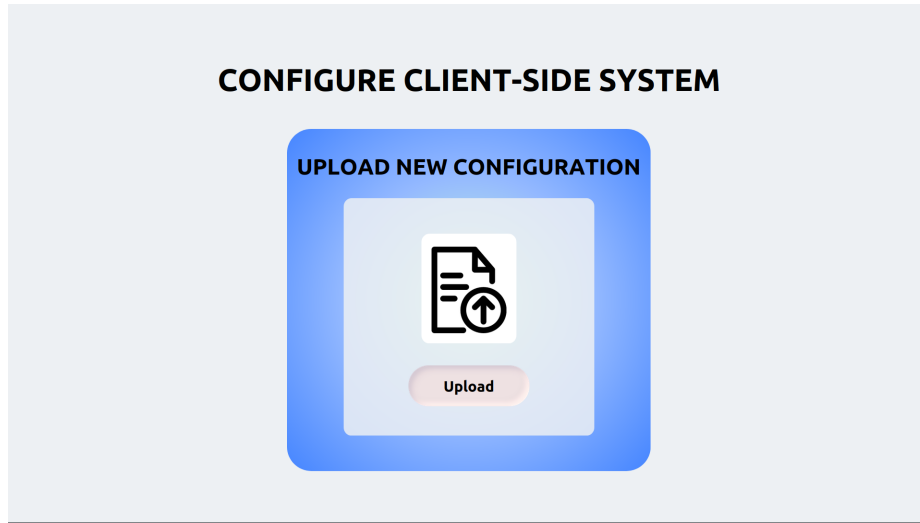 CONFIGURE CLIENT-SIDE SYSTEM
UPLOAD NEW CONFIGURATION
Upload